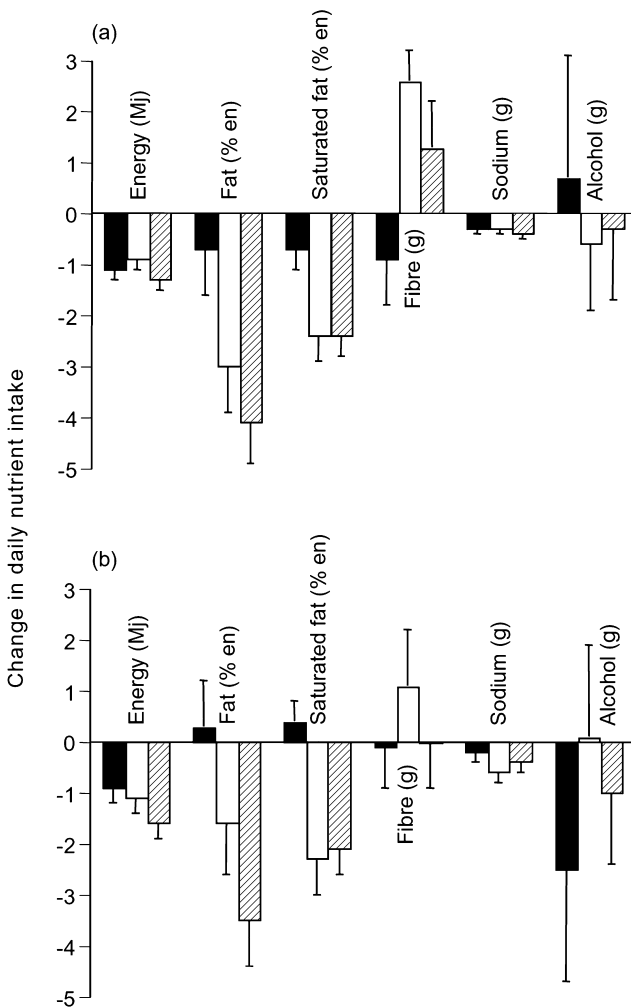 (a)
3
2
1
0
-1
-2
-3
-4
-5
Energy (Mj)
Fat (% en)
Saturated fat (% en)
Fibre (g)
Sodium (g)
Alcohol (g)
Change in daily nutrient intake
(b)
3
2
1
0
-1
-2
-3
-4
-5
Energy (Mj)
Fat (% en)
Saturated fat (% en)
Fibre (g)
Sodium (g)
Alcohol (g)